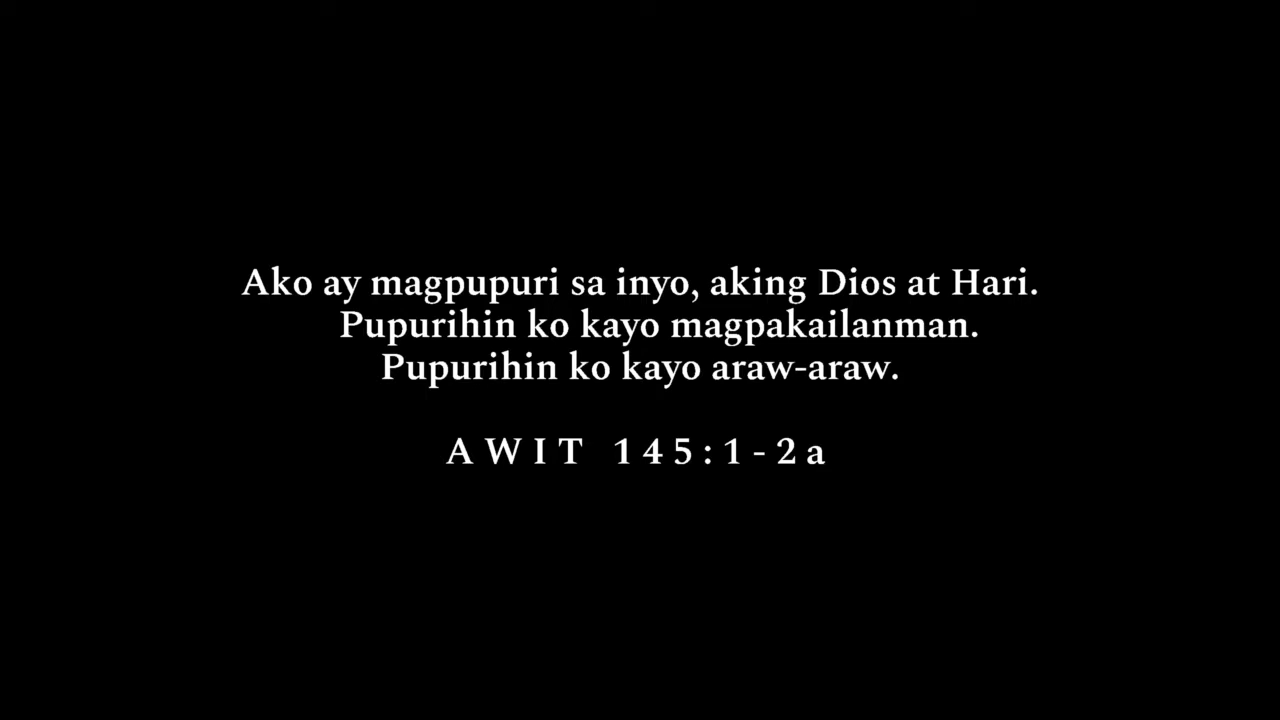 Ako ay magpupuri sa inyo, aking Dios at Hari.
Pupurihin ko kayo magpakailanman.
Pupurihin ko kayo araw-araw.
AWIT 145:1-2a